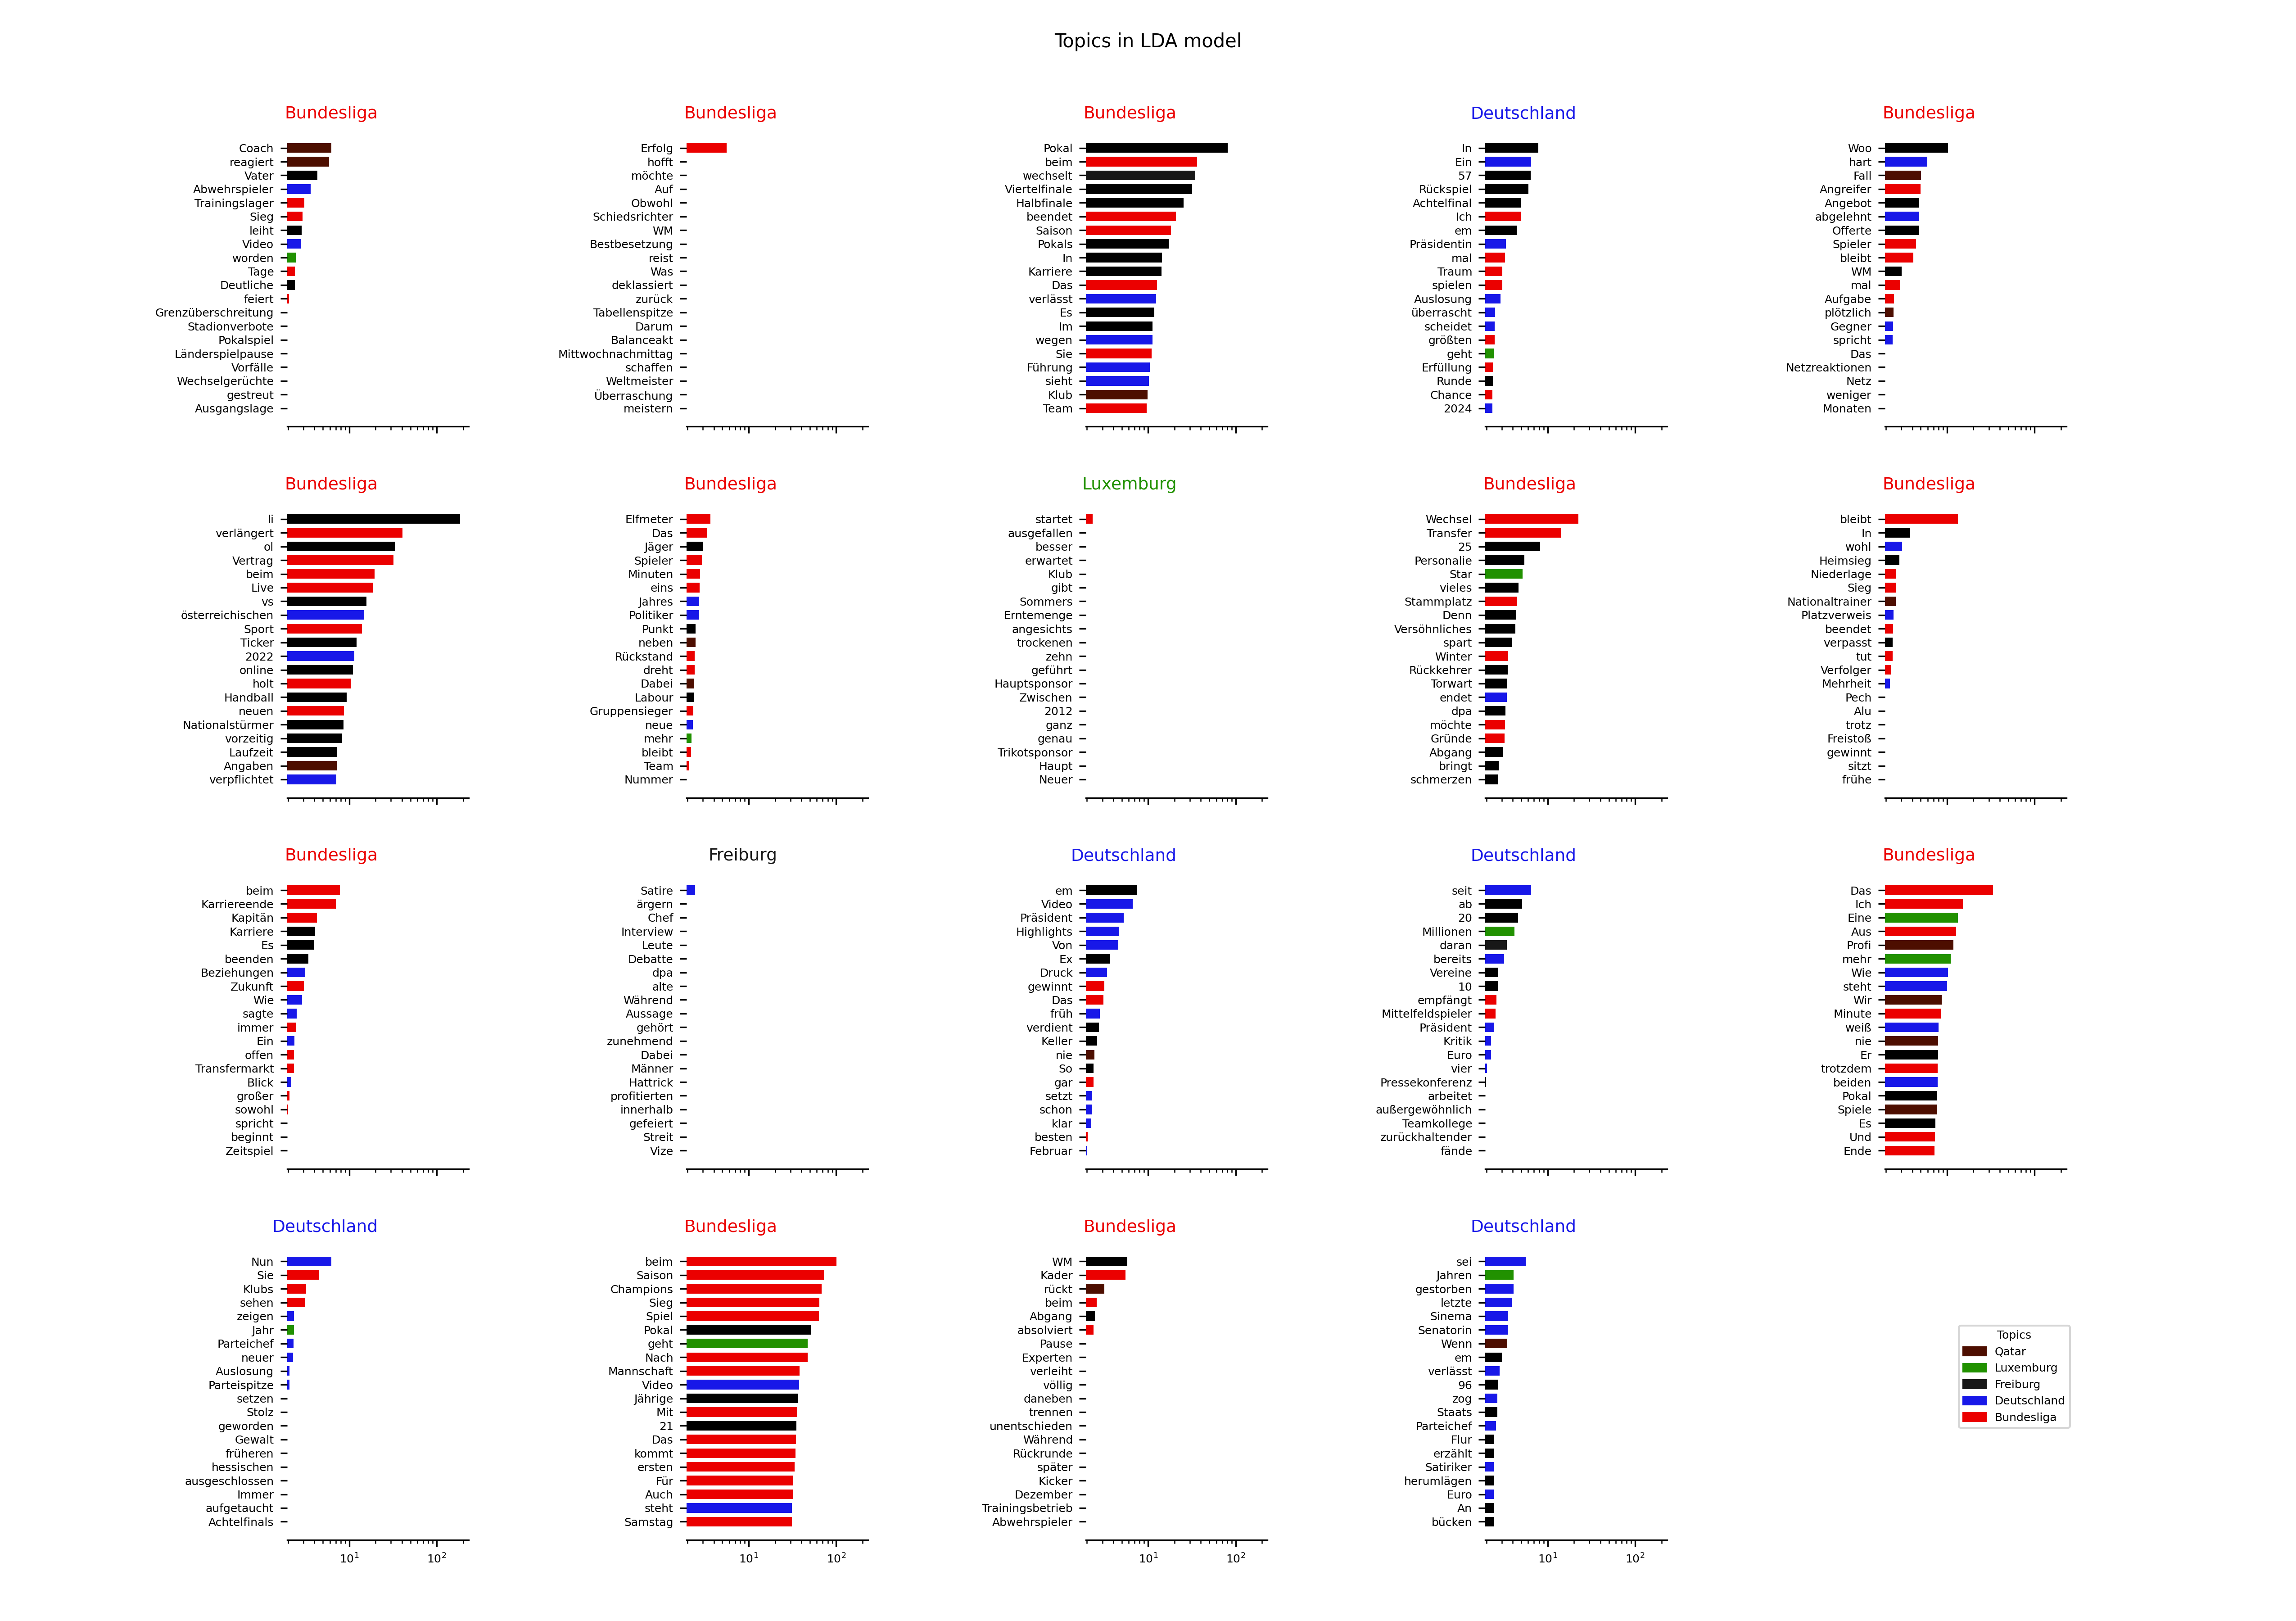 Topics in LDA model
Bundesliga
Coach
reagiert
Vater
Abwehrspieler
Trainingslager
Sieg
leiht
Video
worden
Tage
Deutliche
feiert
Grenzüberschreitung
Stadionverbote
Pokalspiel
Länderspielpause
Vorfälle
Wechselgerüchte
gestreut
Ausgangslage
Bundesliga
Erfolg
hofft
möchte
Auf
Obwohl
Schiedsrichter
WM
Bestbesetzung
reist
Was
deklassiert
zurück
Tabellenspitze
Darum
Balanceakt
Mittwochnachmittag
schaffen
Weltmeister
Überraschung
meistern
Bundesliga
Pokal
beim
wechselt
Viertelfinale
Halbfinale
beendet
Saison
Pokals
In
Karriere
Das
verlässt
Es
Im
wegen
Sie
Führung
sieht
Klub
Team
Deutschland
In
Ein
57
Rückspiel
Achtelfinal
Ich
em
Präsidentin
mal
Traum
spielen
Auslosung
überrascht
scheidet
größten
geht
Erfüllung
Runde
Chance
2024
Bundesliga
Woo
hart
Fall
Angreifer
Angebot
abgelehnt
Offerte
Spieler
bleibt
WM
mal
Aufgabe
plötzlich
Gegner
spricht
Das
Netzreaktionen
Netz
weniger
Monaten
Bundesliga
li
verlängert
ol
Vertrag
beim
Live
vs
österreichischen
Sport
Ticker
2022
online
holt
Handball
neuen
Nationalstürmer
vorzeitig
Laufzeit
Angaben
verpflichtet
Bundesliga
Elfmeter
Das
Jäger
Spieler
Minuten
eins
Jahres
Politiker
Punkt
neben
Rückstand
dreht
Dabei
Labour
Gruppensieger
neue
mehr
bleibt
Team
Nummer
Luxemburg
startet
ausgefallen
besser
erwartet
Klub
gibt
Sommers
Erntemenge
angesichts
trockenen
zehn
geführt
Hauptsponsor
Zwischen
2012
ganz
genau
Trikotsponsor
Haupt
Neuer
Bundesliga
Wechsel
Transfer
25
Personalie
Star
vieles
Stammplatz
Denn
Versöhnliches
spart
Winter
Rückkehrer
Torwart
endet
dpa
möchte
Gründe
Abgang
bringt
schmerzen
Bundesliga
bleibt
In
wohl
Heimsieg
Niederlage
Sieg
Nationaltrainer
Platzverweis
beendet
verpasst
tut
Verfolger
Mehrheit
Pech
Alu
trotz
Freistoß
gewinnt
sitzt
frühe
Bundesliga
beim
Karriereende
Kapitän
Karriere
Es
beenden
Beziehungen
Zukunft
Wie
sagte
immer
Ein
offen
Transfermarkt
Blick
großer
sowohl
spricht
beginnt
Zeitspiel
Freiburg
Satire
ärgern
Chef
Interview
Leute
Debatte
dpa
alte
Während
Aussage
gehört
zunehmend
Dabei
Männer
Hattrick
profitierten
innerhalb
gefeiert
Streit
Vize
Deutschland
em
Video
Präsident
Highlights
Von
Ex
Druck
gewinnt
Das
früh
verdient
Keller
nie
So
gar
setzt
schon
klar
besten
Februar
Deutschland
seit
ab
20
Millionen
daran
bereits
Vereine
10
empfängt
Mittelfeldspieler
Präsident
Kritik
Euro
vier
Pressekonferenz
arbeitet
außergewöhnlich
Teamkollege
zurückhaltender
fände
Bundesliga
Das
Ich
Eine
Aus
Profi
mehr
Wie
steht
Wir
Minute
weiß
nie
Er
trotzdem
beiden
Pokal
Spiele
Es
Und
Ende
Deutschland
Nun
Sie
Klubs
sehen
zeigen
Jahr
Parteichef
neuer
Auslosung
Parteispitze
setzen
Stolz
geworden
Gewalt
früheren
hessischen
ausgeschlossen
Immer
aufgetaucht
Achtelfinals
10¹ 10²
Bundesliga
beim
Saison
Champions
Sieg
Spiel
Pokal
geht
Nach
Mannschaft
Video
Jährige
Mit
21
Das
kommt
ersten
Für
Auch
steht
Samstag
10¹ 10²
Bundesliga
WM
Kader
rückt
beim
Abgang
absolviert
Pause
Experten
verleiht
völlig
daneben
trennen
unentschieden
Während
Rückrunde
später
Kicker
Dezember
Trainingsbetrieb
Abwehrspieler
10¹ 10²
Deutschland
sei
Jahren
gestorben
letzte
Sinema
Senatorin
Wenn
em
verlässt
96
zog
Staats
Parteichef
Flur
erzählt
Satiriker
herumlägen
Euro
An
bücken
10¹ 10²
Topics
Qatar
Luxemburg
Freiburg
Deutschland
Bundesliga